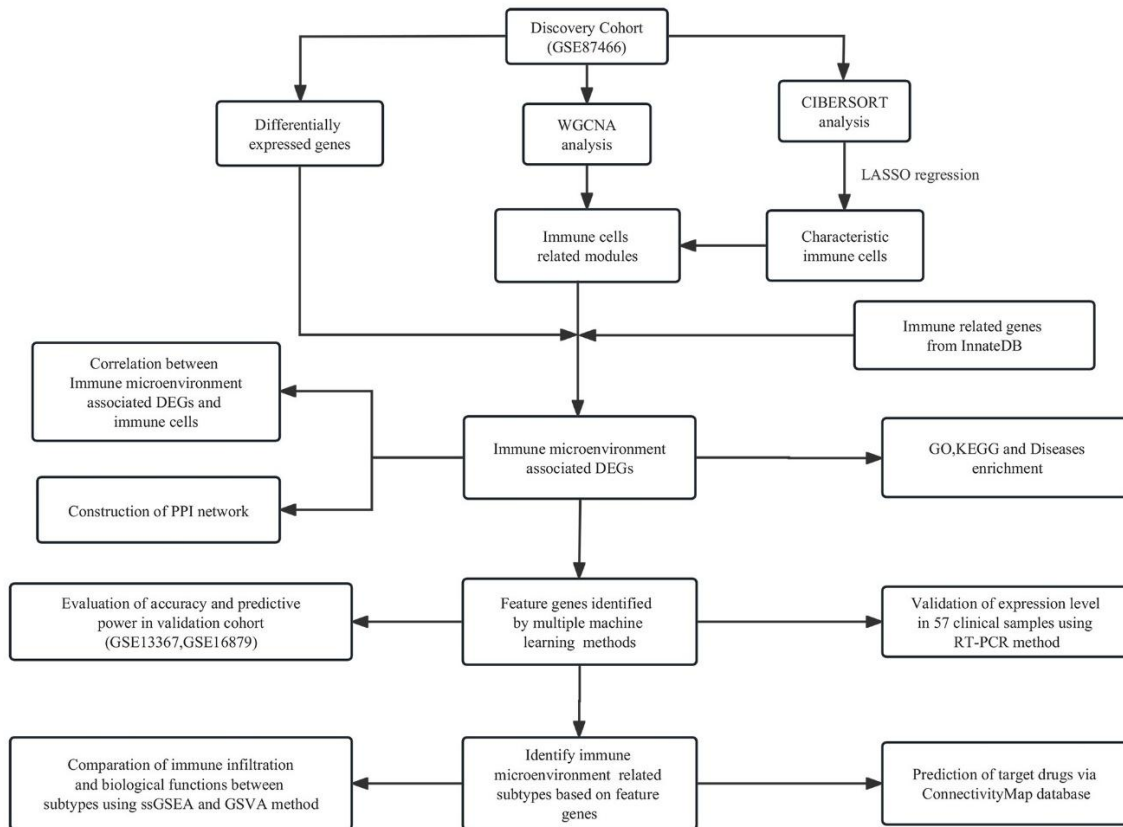 Discovery Cohort
(GSE87466)
Differentially
expressed genes
WGCNA
analysis
CIBERSORT
analysis
LASSO regression
Immune cells
related modules
Characteristic
immune cells
Immune related genes
from InnateDB
Correlation between
Immune microenvironment
associated DEGs and
immune cells
Immune microenvironment
associated DEGs
GO,KEGG and Diseases
enrichment
Construction of PPI network
Evaluation of accuracy and predictive
power in validation cohort
(GSE13367,GSE16879)
Feature genes identified
by multiple machine
learning methods
Validation of expression level
in 57 clinical samples using
RT-PCR method
Comparation of immune infiltration
and biological functions between
subtypes using ssGSEA and GSVA method
Identify immune
microenvironment related
subtypes based on feature
genes
Prediction of target drugs via
ConnectivityMap database